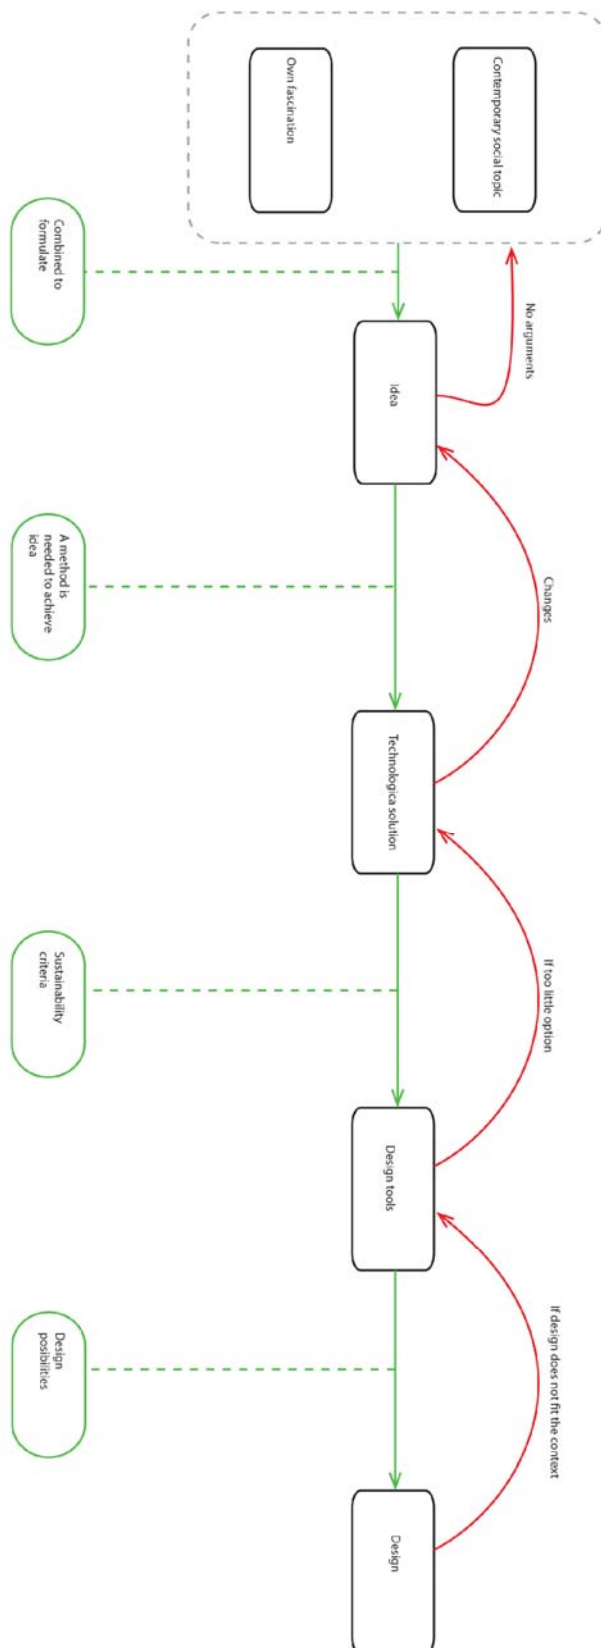 Contemporary social topic
Own fascination
No arguments
Combined to
formulate
Idea
Changes
A method is
needed to achieve
idea
Technologica solution
If too little option
Sustainability
criteria
Design tools
If design does not fit the context
Design
posibilities
Design